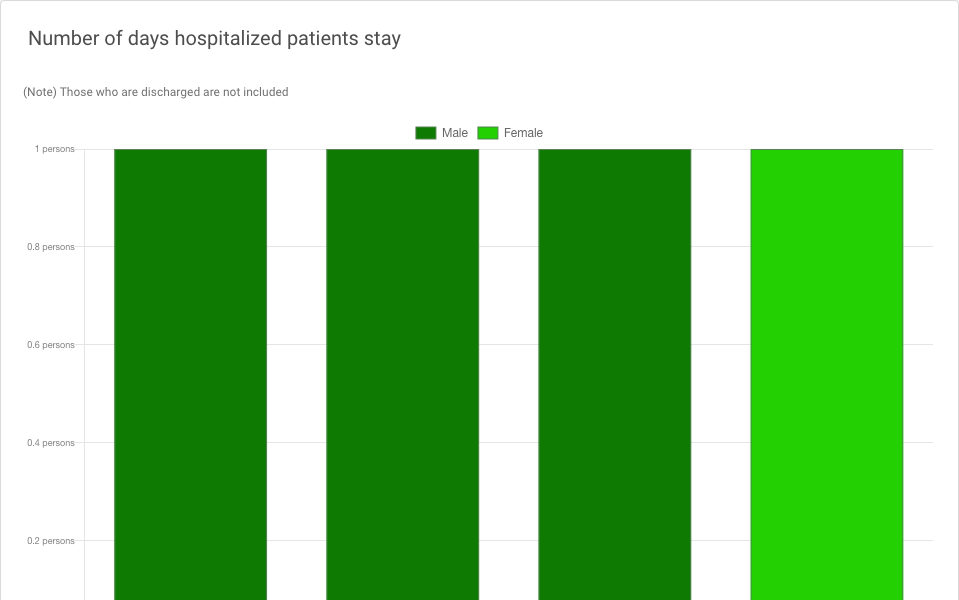 Number of days hospitalized patients stay
(Note) Those who are discharged are not included
Male Female
1 persons
0.8 persons
0.6 persons
0.4 persons
0.2 persons